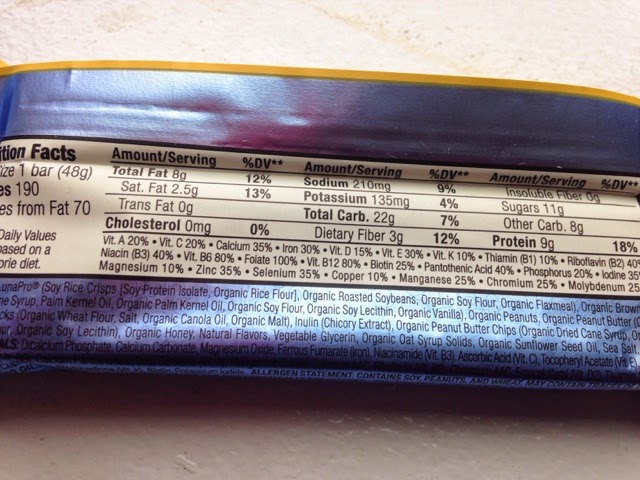 ition Facts
ize 1 bar (48g)
es 190
es from Fat 70
Daily Values
ased on a
orie diet.
Amount/Serving %DV**
Total Fat 8g 12%
Sat. Fat 2.5g 13%
Trans Fat 0g
Cholesterol 0mg 0%
Amount/Serving %DV**
Sodium 210mg 9%
Potassium 135mg 4%
Total Carb. 22g 7%
Dietary Fiber 3g 12%
Amount/Serving %DV*
Insoluble Fiber 0g
Sugars 11g
Other Carb. 8g
Protein 9g 18%
Vit. A 20% • Vit. C 20% • Calcium 35% • Iron 30% • Vit. D 15% • Vit. E 30% • Vit. K 10% • Thiamin (B1) 10% • Riboflavin (B2) 40%
Niacin (B3) 40% • Vit. B6 80% • Folate 100% • Vit. B12 80% • Biotin 25% • Pantothenic Acid 40% • Phosphorus 20% • Iodine 35
Magnesium 10% • Zinc 35% • Selenium 35% • Copper 10% • Manganese 25% • Chromium 25% • Molybdenum 25
unaPro® (Soy Rice Crisps [Soy Protein Isolate, Organic Rice Flour], Organic Roasted Soybeans, Organic Soy Flour, Organic Flaxmeal), Organic Brown
ne Syrup, Palm Kernel Oil, Organic Palm Kernel Oil, Organic Soy Flour, Organic Soy Lecithin, Organic Vanilla), Organic Peanuts, Organic Peanut Butter (
cks (Organic Wheat Flour, Salt, Organic Canola Oil, Organic Malt), Inulin (Chicory Extract), Organic Peanut Butter Chips (Organic Dried Cane Syrup,
ur, Organic Soy Lecithin), Organic Honey, Natural Flavors, Vegetable Glycerin, Organic Oat Syrup Solids, Organic Sunflower Seed Oil, Sea Salt,
ALS: Dicalcium Phosphate, Calcium Carbonate, Magnesium Oxide, Ferrous Fumarate (Iron), Niacinamide (Vit. B3), Ascorbic Acid (Vit. C), Tocopheryl Acetate (Vit. E),
Potassium Iodide. ALLERGEN STATEMENT: CONTAINS SOY, PEANUTS, AND WHEAT. MAY CONTAIN